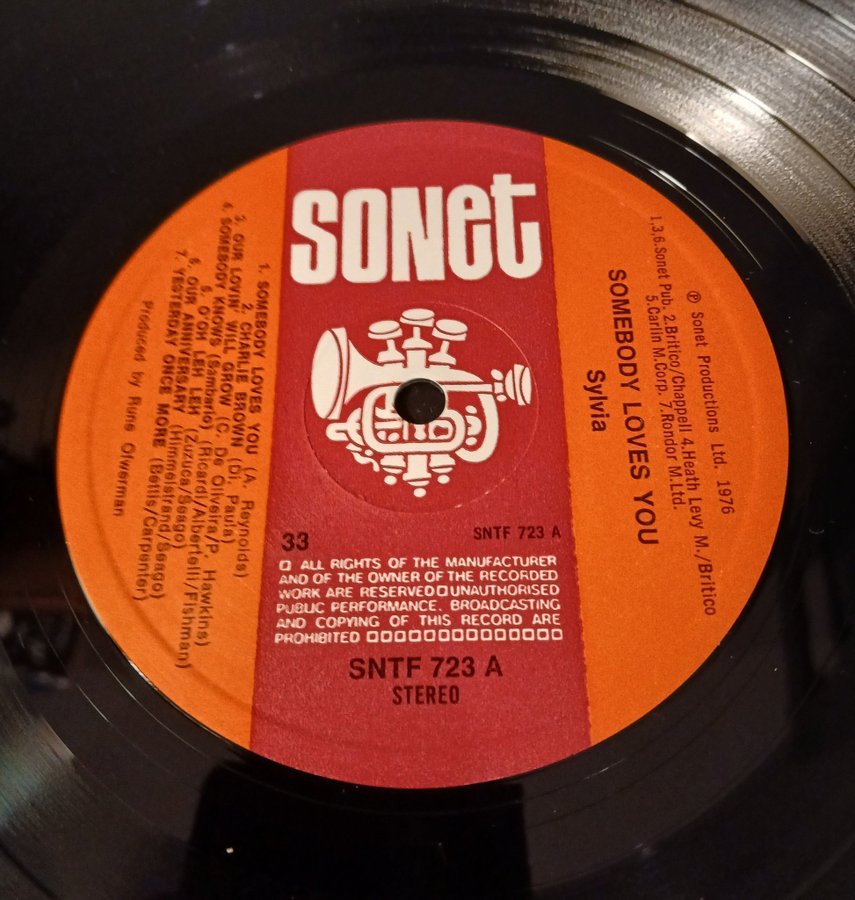 SONet
33
SNTF 723 A
ALL RIGHTS OF THE MANUFACTURER
AND OF THE OWNER OF THE RECORDED
WORK ARE RESERVED UNAUTHORISED
PUBLIC PERFORMANCE, BROADCASTING
AND COPYING OF THIS RECORD ARE
PROHIBITED
SNTF 723 A
STEREO
℗ Sonet Productions Ltd. 1976
1,3,6.Sonet Pub. 2.Britico/Chappell 4.Heath Levy M./Britico
5.Carlin M.Corp. 7.Rondor M.Ltd.
SOMEBODY LOVES YOU
Sylvia
1. SOMEBODY LOVES YOU (A. Reynolds)
2. CHARLIE BROWN (Di. Paula)
3. OUR LOVIN' WILL GROW (C. De Oliveira/P. Hawkins)
4. SOMEBODY KNOWS (Sambario) (Ricardi/Albertelli/Fishman)
5. O'OH LEH LEH (Zuzuca/Seago)
6. OUR ANNIVERSARY (Himmelstrand/Seago)
7. YESTERDAY ONCE MORE (Bettis/Carpenter)
Produced by Rune Ofwerman